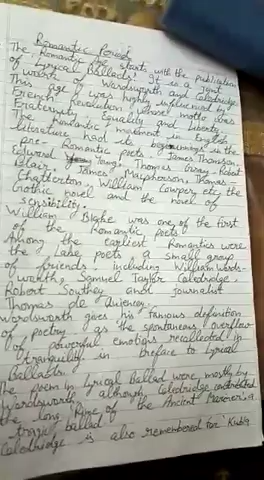 Romantic Period
The Romantic Age starts with the publication
of Lyrical Ballads. It is a joint
work of Wordsworth and Coleridge.
This age was highly influenced by
French Revolution whose motto was
Fraternity Equality and Liberty.
The Romantic movement in English
literature had its beginnings in the
Pre-Romantic poets James Thomson
Edward Young, Thomas Gray, Robert
Blair, James Macpherson, Thomas
Chatterton, William Cowper, etc, the
Gothic novel and the novel of
sensibility.
William Blake was one of the first
of the Romantic poets.
Among the earliest Romantics were
the Lake poets a small group
of friends including William Words-
worth, Samuel Taylor Coleridge,
Robert Southey and journalist
Thomas de Quincey.
Wordsworth gives his famous definition
of poetry as the spontaneous overflow
of powerful emotions recollected in
tranquility in preface to Lyrical
Ballads.
The poem in Lyrical ballad were mostly by
Wordsworth, although Coleridge contributed
the long Rime of the Ancient Mariner, a
tragic ballad.
Coleridge is also remembered for 'Kubla